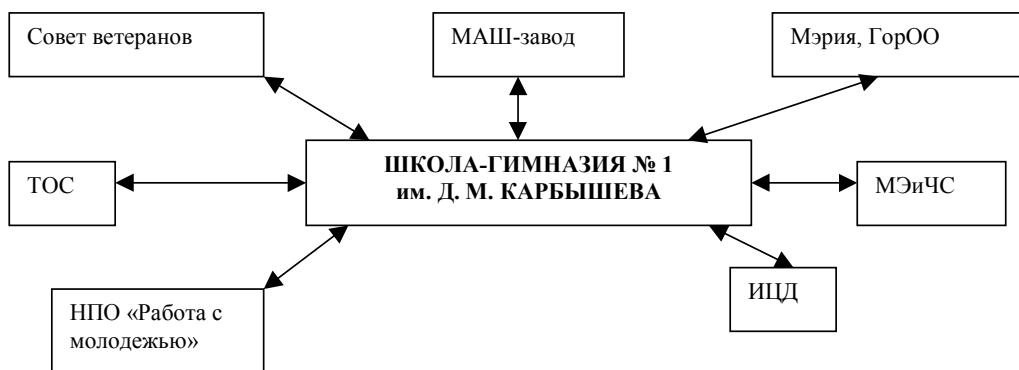 Совет ветеранов
МАШ-завод
Мэрия, ГорОО
ШКОЛА-ГИМНАЗИЯ № 1
им. Д. М. КАРБЫШЕВА
ТОС
МЭиЧС
НПО «Работа с
молодежью»
ИЦД